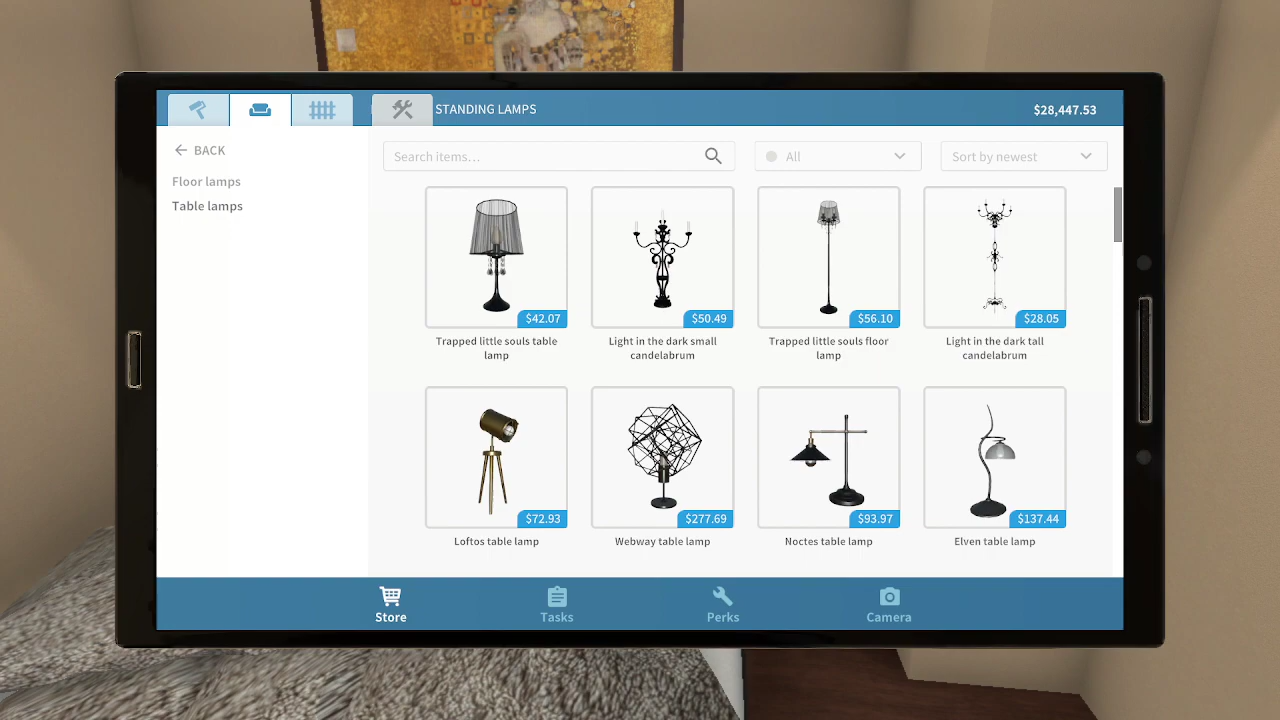 STANDING LAMPS
$28,447.53
BACK
Floor lamps
Table lamps
Search items...
All
Sort by newest
$42.07
$50.49
$56.10
$28.05
Trapped little souls table
lamp
Light in the dark small
candelabrum
Trapped little souls floor
lamp
Light in the dark tall
candelabrum
$72.93
$277.69
$93.97
$137.44
Loftos table lamp
Webway table lamp
Noctes table lamp
Elven table lamp
Store
Tasks
Perks
Camera